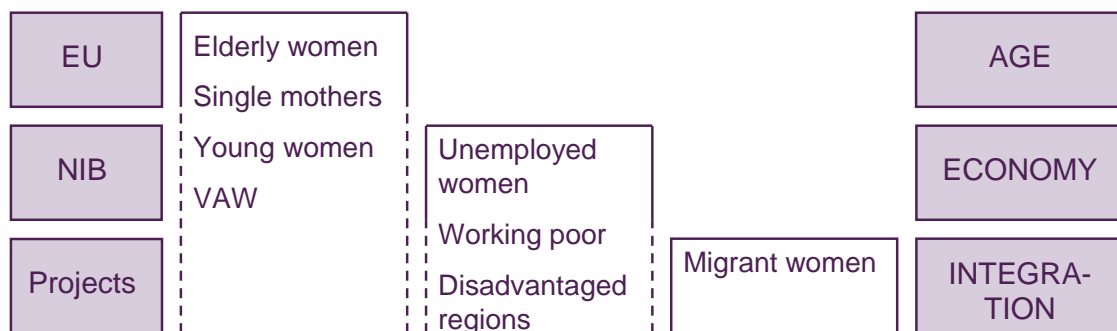 EU
Elderly women
Single mothers
Young women
VAW
AGE
NIB
Unemployed
women
Working poor
Disadvantaged
regions
ECONOMY
Projects
Migrant women
INTEGRA-
TION